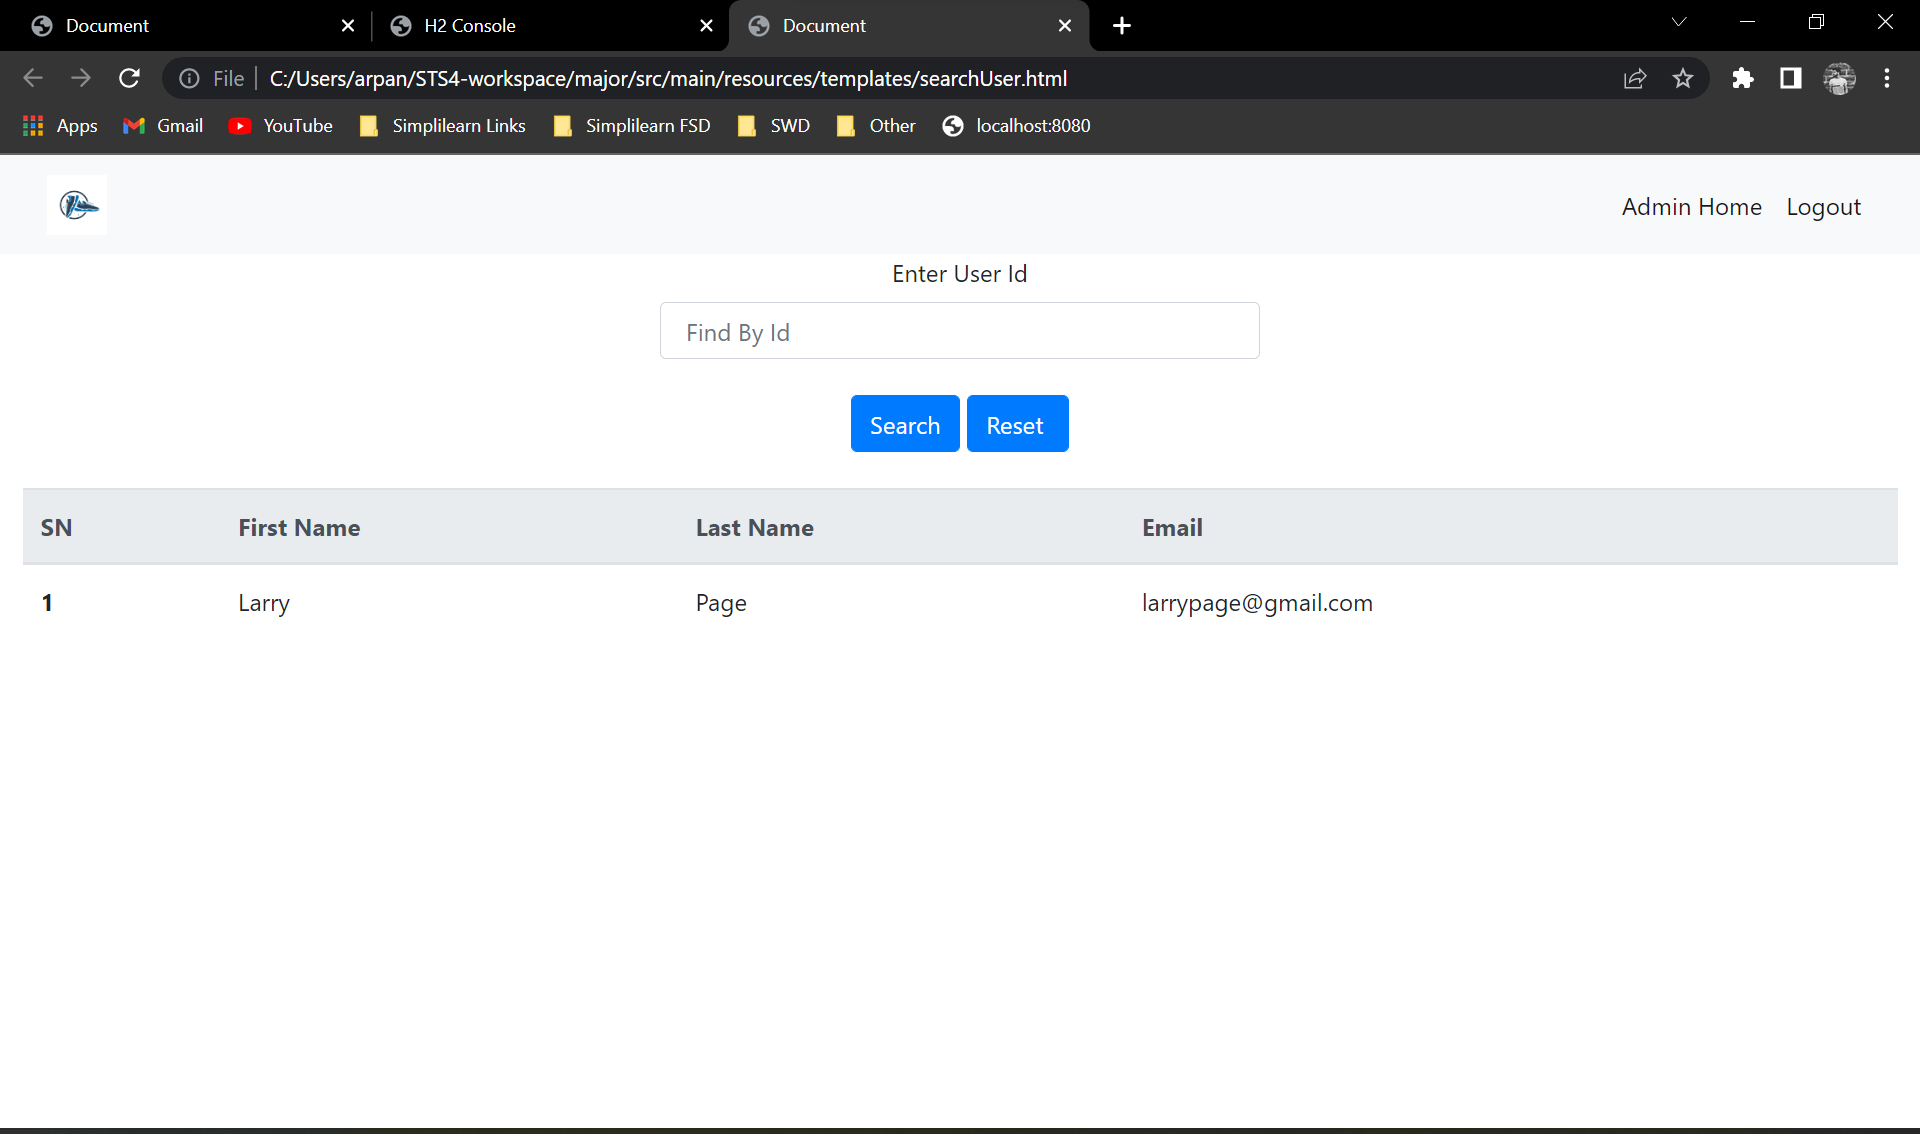 Document
H2 Console
Document
File
C:/Users/arpan/STS4-workspace/major/src/main/resources/templates/searchUser.html
Apps
Gmail
YouTube
Simplilearn Links
Simplilearn FSD
SWD
Other
localhost:8080
Admin Home
Logout
Enter User Id
Find By Id
Search
Reset
SN First Name Last Name Email
1 Larry Page larrypage@gmail.com